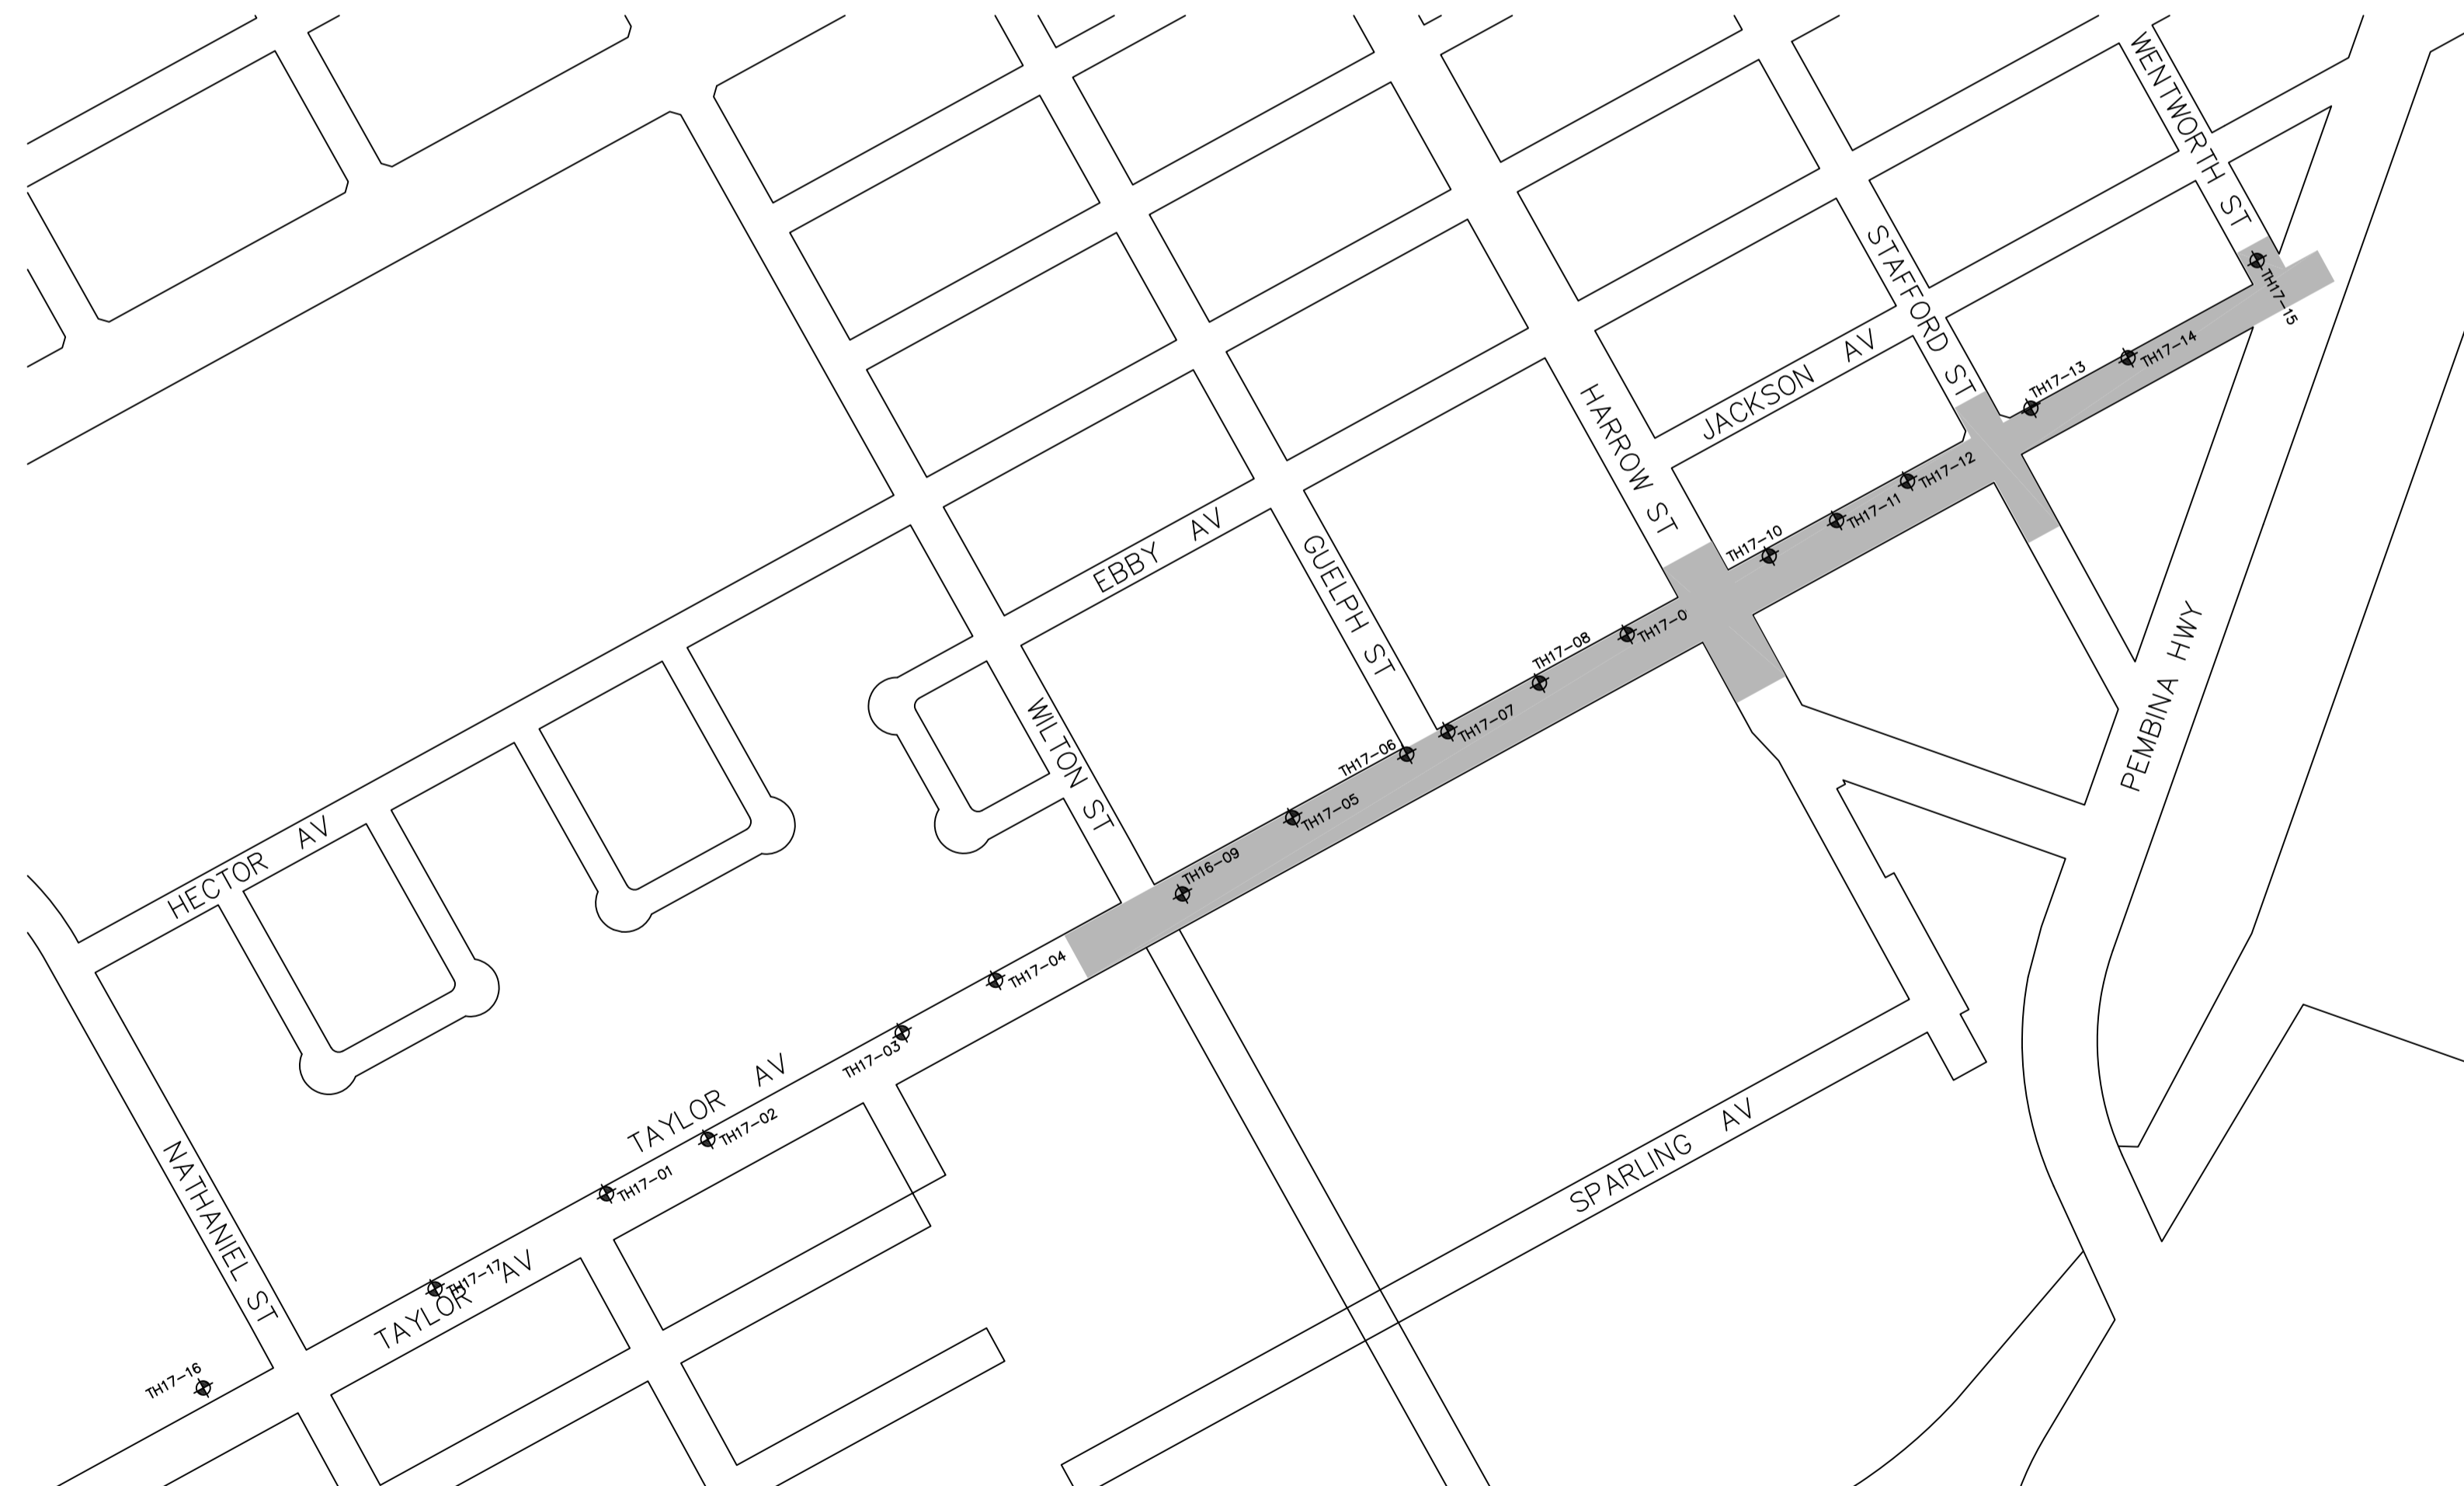 WENTWORTH ST
STAFFORD ST
TH17-15
TH17-14
TH17-13
JACKSON AV
HARROW ST
TH17-12
TH17-11
TH17-10
EBBY AV
GUELPH ST
TH17-0
TH17-08
TH17-07
TH17-06
PEMBINA HWY
WILTON ST
TH17-05
TH16-09
HECTOR AV
TH17-04
TH17-03
TAYLOR AV
TH17-02
TH17-01
SPARLING AV
NATHANIEL ST
TH17-17
TAYLOR AV
TH17-16